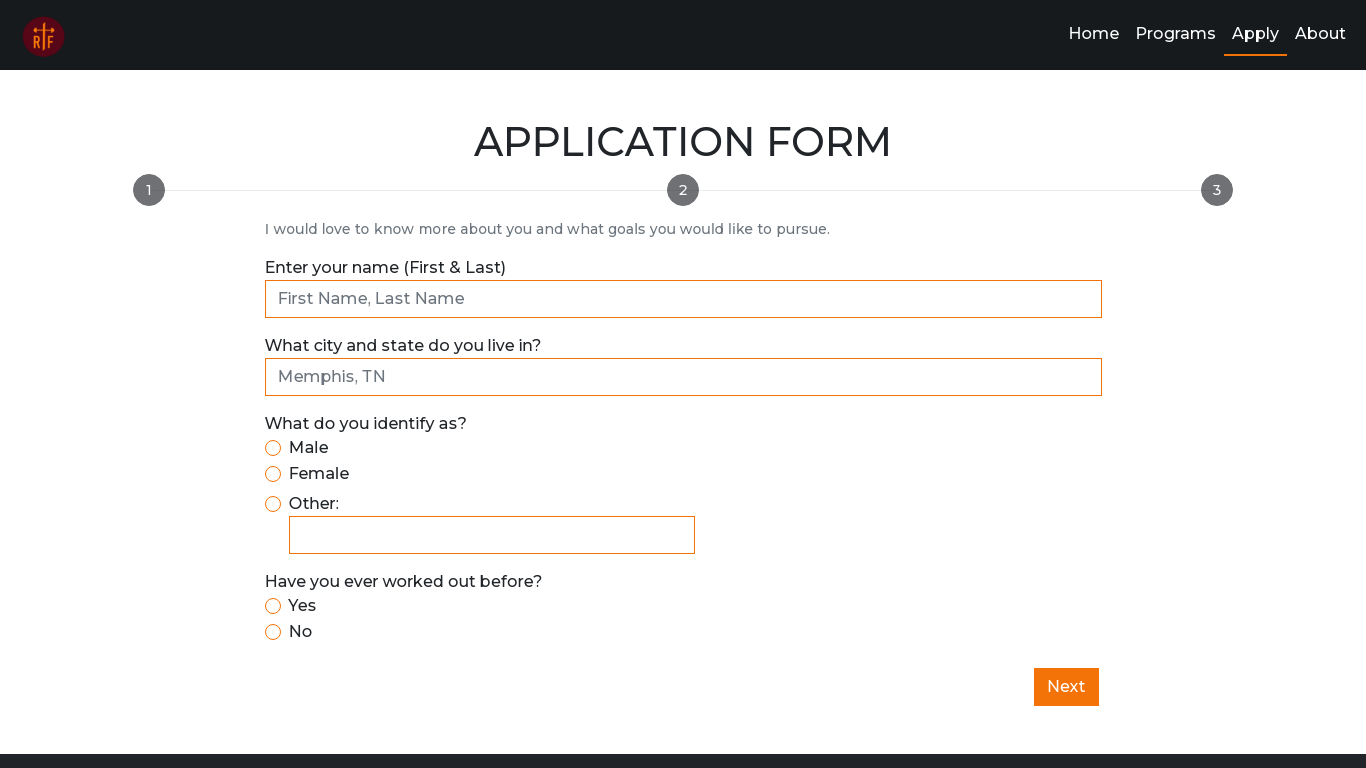 RTF
Home Programs Apply About
APPLICATION FORM
1 2 3
I would love to know more about you and what goals you would like to pursue.
Enter your name (First & Last)
First Name, Last Name
What city and state do you live in?
Memphis, TN
What do you identify as?
Male
Female
Other:
Have you ever worked out before?
Yes
No
Next